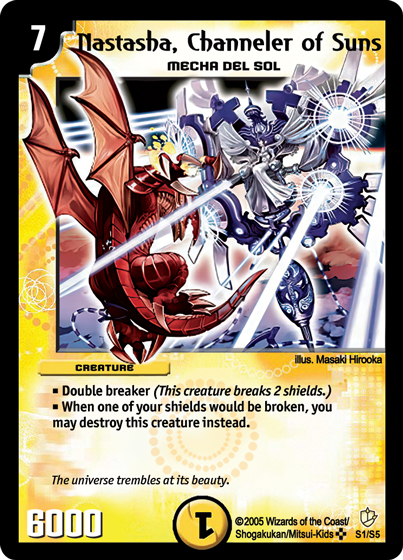 7 Nastasha, Channeler of Suns
MECHA DEL SOL
illus. Masaki Hirooka
CREATURE
▪ Double breaker (This creature breaks 2 shields.)
▪ When one of your shields would be broken, you
may destroy this creature instead.
The universe trembles at its beauty.
6000
1
©2005 Wizards of the Coast/
Shogakukan/Mitsui-Kids S1/S5